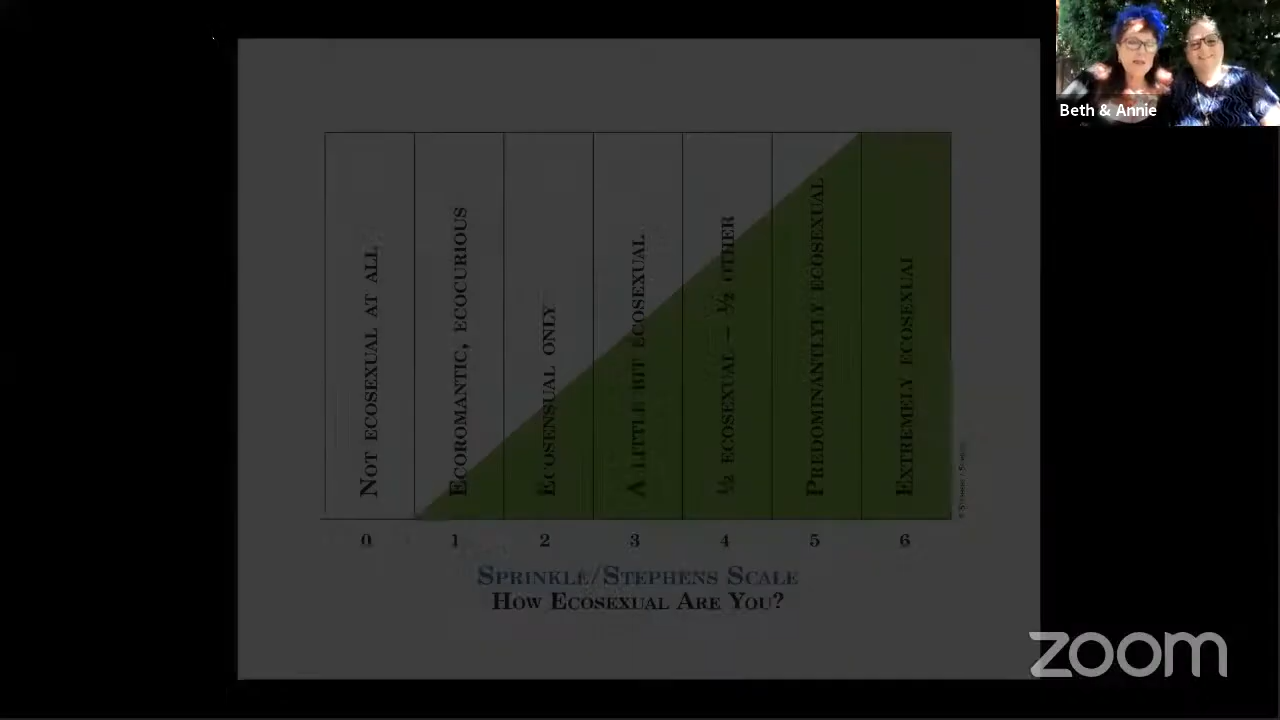 Beth & Annie
NOT ECOSEXUAL AT ALL
ECOROMANTIC, ECOCURIOUS
ECOSENSUAL ONLY
A LITTLE BIT ECOSEXUAL
½ ECOSEXUAL – ½ OTHER
PREDOMINANTLYLY ECOSEXUAL
EXTREMELY ECOSEXUAL
0 1 2 3 4 5 6
SPRINKLE/STEPHENS SCALE
HOW ECOSEXUAL ARE YOU?
zoom